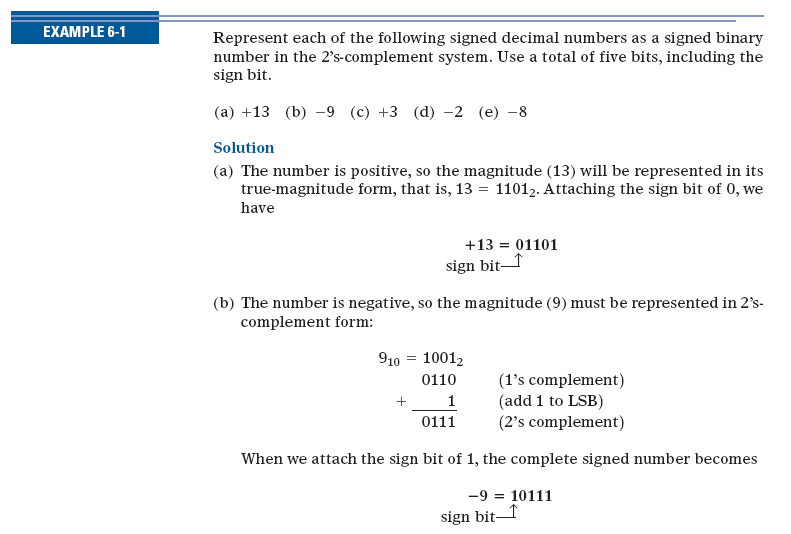 EXAMPLE 6-1
Represent each of the following signed decimal numbers as a signed binary
number in the 2’s-complement system. Use a total of five bits, including the
sign bit.
(a) +13 (b) −9 (c) +3 (d) −2 (e) −8
Solution
(a) The number is positive, so the magnitude (13) will be represented in its
true-magnitude form, that is, 13 = 1101₂. Attaching the sign bit of 0, we
have
+13 = 01101
sign bit
(b) The number is negative, so the magnitude (9) must be represented in 2’s-
complement form:
9₁₀ = 1001₂
0110 (1’s complement)
+ 1 (add 1 to LSB)
0111 (2’s complement)
When we attach the sign bit of 1, the complete signed number becomes
−9 = 10111
sign bit